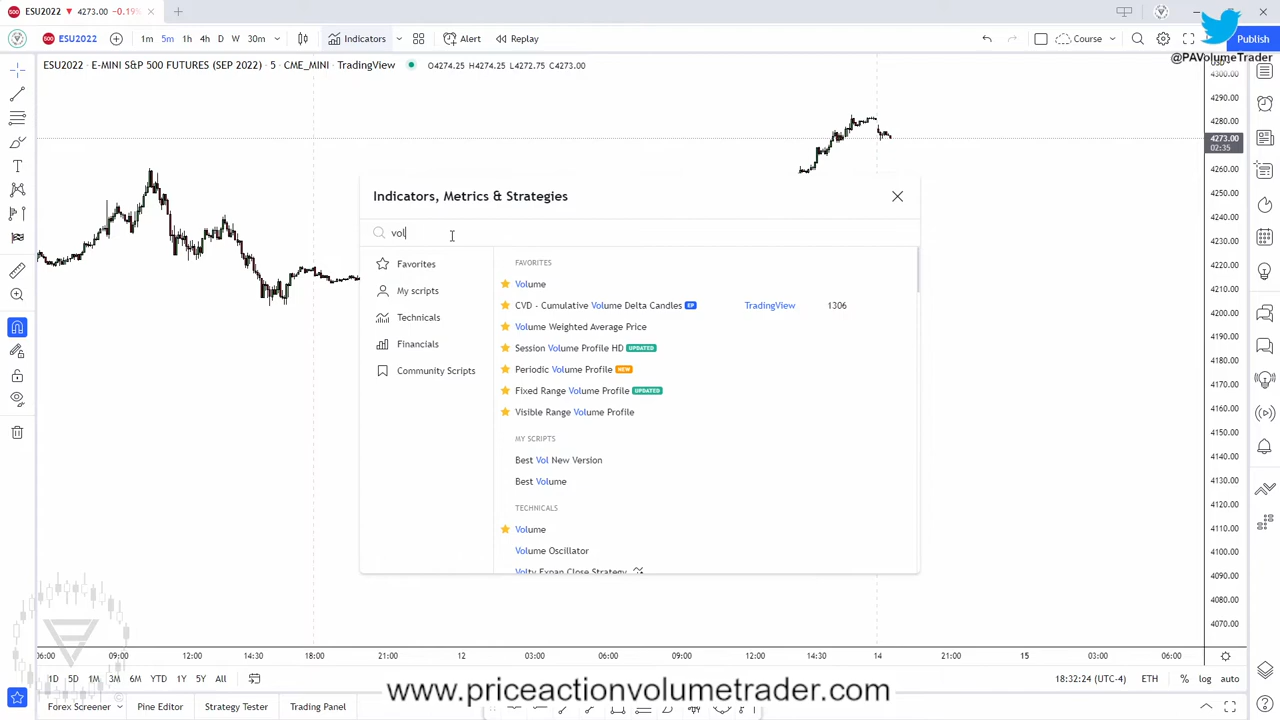 ESU2022 4273.00 −0.19%
ESU2022 1m 5m 1h 4h D W 30m Indicators Alert Replay Course Publish
@PAVolumeTrader
ESU2022 · E-MINI S&P 500 FUTURES (SEP 2022) · 5 · CME_MINI · TradingView O4274.25 H4274.25 L4272.75 C4273.00
4300.00
4290.00
4280.00
4273.00
02:35
4260.00
4250.00
4240.00
4230.00
4220.00
4210.00
4200.00
4190.00
4180.00
4170.00
4160.00
4150.00
4140.00
4130.00
4120.00
4110.00
4100.00
4090.00
4080.00
4070.00
Indicators, Metrics & Strategies
vol
Favorites
My scripts
Technicals
Financials
Community Scripts
FAVORITES
Volume
CVD - Cumulative Volume Delta Candles EP TradingView 1306
Volume Weighted Average Price
Session Volume Profile HD UPDATED
Periodic Volume Profile NEW
Fixed Range Volume Profile UPDATED
Visible Range Volume Profile
MY SCRIPTS
Best Vol New Version
Best Volume
TECHNICALS
Volume
Volume Oscillator
Volty Expan Close Strategy
06:00 09:00 12:00 14:30 18:00 21:00 12 03:00 06:00 09:00 12:00 14:30 14 21:00 15 03:00 06:00
1D 5D 1M 3M 6M YTD 1Y 5Y All 18:32:24 (UTC-4) ETH % log auto
www.priceactionvolumetrader.com
Forex Screener Pine Editor Strategy Tester Trading Panel